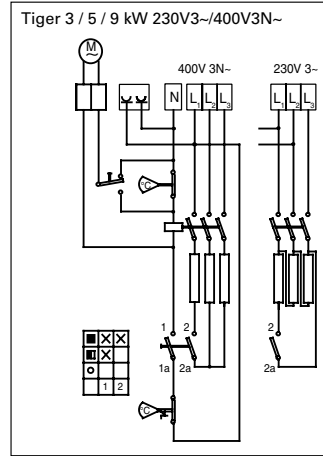 Tiger 3 / 5 / 9 kW 230V3~/400V3N~
M
~
400V 3N~
230V 3~
N
L1
L2
L3
L1
L2
L3
°C
1
2
2
1a
2a
2a
1 2
°C